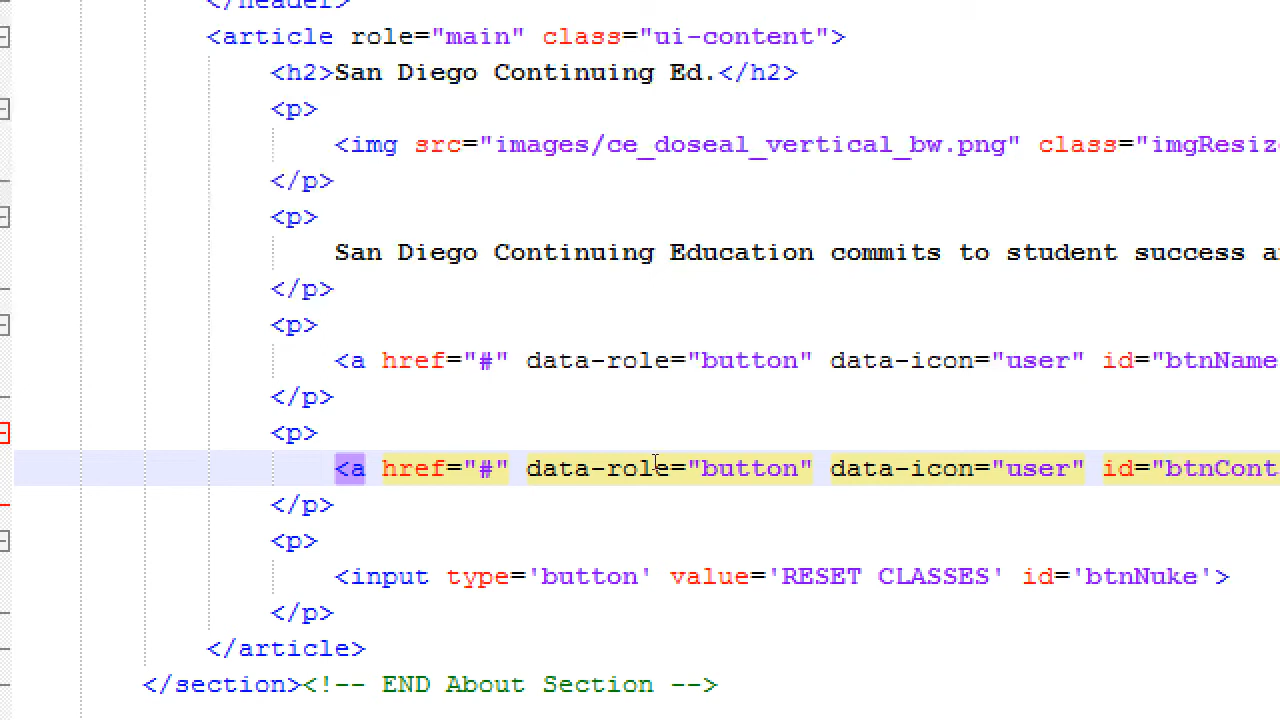 </header>
<article role="main" class="ui-content">
<h2>San Diego Continuing Ed.</h2>
<p>
<img src="images/ce_doseal_vertical_bw.png" class="imgResiz
</p>
<p>
San Diego Continuing Education commits to student success a
</p>
<p>
<a href="#" data-role="button" data-icon="user" id="btnName
</p>
<p>
<a href="#" data-role="button" data-icon="user" id="btnCont
</p>
<p>
<input type='button' value='RESET CLASSES' id='btnNuke'>
</p>
</article>
</section><!-- END About Section -->